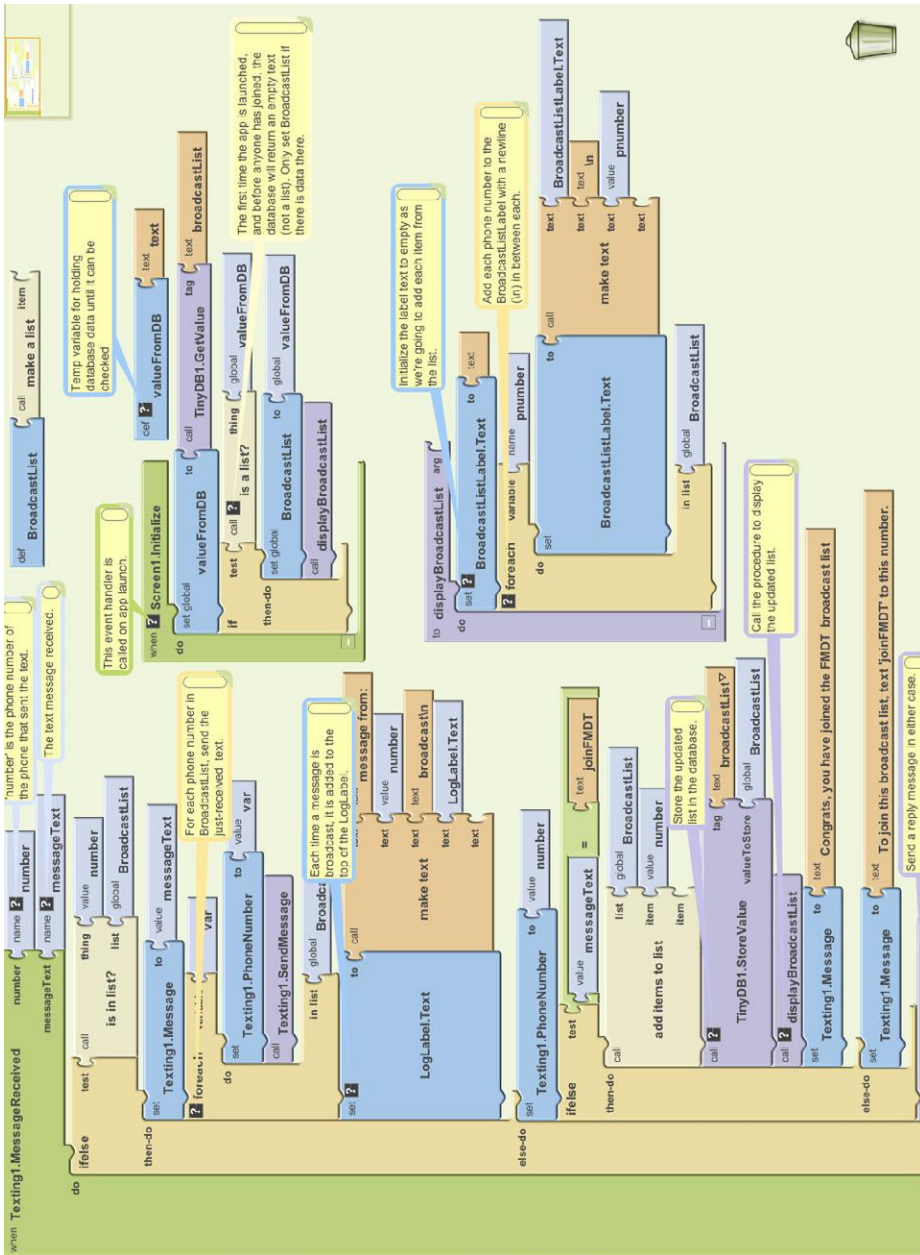 when Texting1.MessageReceived
number name ? number
messageText name ? messageText
number' is the phone number of
the phone that sent the text.
The text message received.
do ifelse
test call is in list?
thing value number
list global BroadcastList
then-do
set Texting1.Message to value messageText
? foreach
var
For each phone number in
BroadcastList, send the
just-received text.
do
set Texting1.PhoneNumber to value var
call Texting1.SendMessage
in list global
Each time a message is
broadcast, it is added to the
top of the LogLabel.
set ? LogLabel.Text to call make text
text message from:
text value number
text text broadcast\n
text LogLabel.Text
text
else-do
set Texting1.PhoneNumber to value number
ifelse
test value messageText = text joinFMDT
then-do
call add items to list
list global BroadcastList
item value number
item
Store the updated
list in the database.
call ? TinyDB1.StoreValue
tag text broadcastList
valueToStore global BroadcastList
Call the procedure to display
the updated list.
call ? displayBroadcastList
set Texting1.Message to text Congrats, you have joined the FMDT broadcast list
else-do
set Texting1.Message to text To join this broadcast list, text 'joinFMDT' to this number.
Send a reply message in either case.
def BroadcastList call make a list item
Temp variable for holding
database data until it can be
checked
def ? valueFromDB text text
This event handler is
called on app launch.
when ? Screen1.Initialize
do
set global valueFromDB to call TinyDB1.GetValue tag text broadcastList
if
test call ? is a list? thing global valueFromDB
The first time the app is launched,
and before anyone has joined, the
database will return an empty text
(not a list). Only set BroadcastList if
there is data there.
then-do
set global BroadcastList to global valueFromDB
call displayBroadcastList
to displayBroadcastList arg
Initialize the label text to empty as
we're going to add each item from
the list.
do
set ? BroadcastListLabel.Text to text
? foreach variable name pnumber
Add each phone number to the
BroadcastListLabel with a newline
(\n) in between each.
do
set BroadcastListLabel.Text to call make text
text BroadcastListLabel.Text
text text \n
text value pnumber
text
in list global BroadcastList